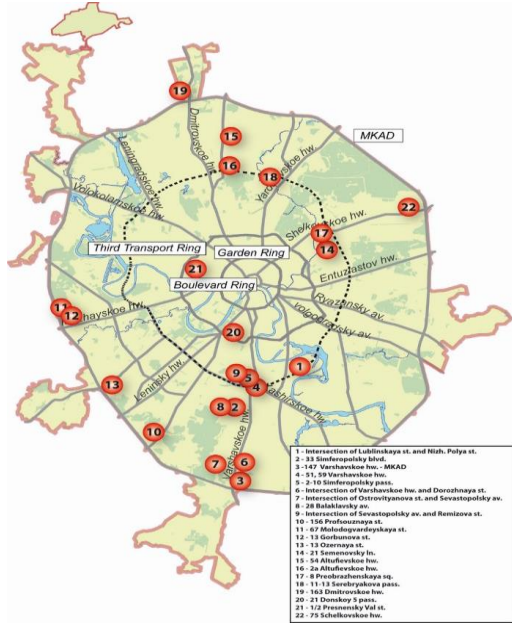 19
15
MKAD
Dmitrovskoe hw.
Leningradskoe hw.
16
18
Volokolamskoe hw.
22
Shelkovskoe hw.
17
14
Third Transport Ring
Garden Ring
21
Entuziastov hw.
Boulevard Ring
Ryazansky av.
volgogradsky av.
11
12
hayskoe hw.
20
1
9
5
4
13
Leninsky hw.
ashirskoe hw.
8
2
10
Varshavskoe hw.
7
6
3
1 - Intersection of Lublinskaya st. and Nizh. Polya st.
2 - 33 Simferopolsky blvd.
3 -147 Varshavskoe hw. - MKAD
4 - 51, 59 Varshavskoe hw.
5 - 2-10 Simferopolsky pass.
6 - Intersection of Varshavskoe hw. and Dorozhnaya st.
7 - Intersection of Ostrovityanova st. and Sevastopolsky av.
8 - 28 Balaklavsky av.
9 - Intersection of Sevastopolsky av. and Remizova st.
10 - 156 Profsouznaya st.
11 - 67 Molodogvardeyskaya st.
12 - 13 Gorbunova st.
13 - 13 Ozernaya st.
14 - 21 Semenovsky ln.
15 - 54 Altufievskoe hw.
16 - 2a Altufievskoe hw.
17 - 8 Preobrazhenskaya sq.
18 - 11-13 Serebryakova pass.
19 - 163 Dmitrovskoe hw.
20 - 21 Donskoy 5 pass.
21 - 1/2 Presnensky Val st.
22 - 75 Schelkovskoe hw.